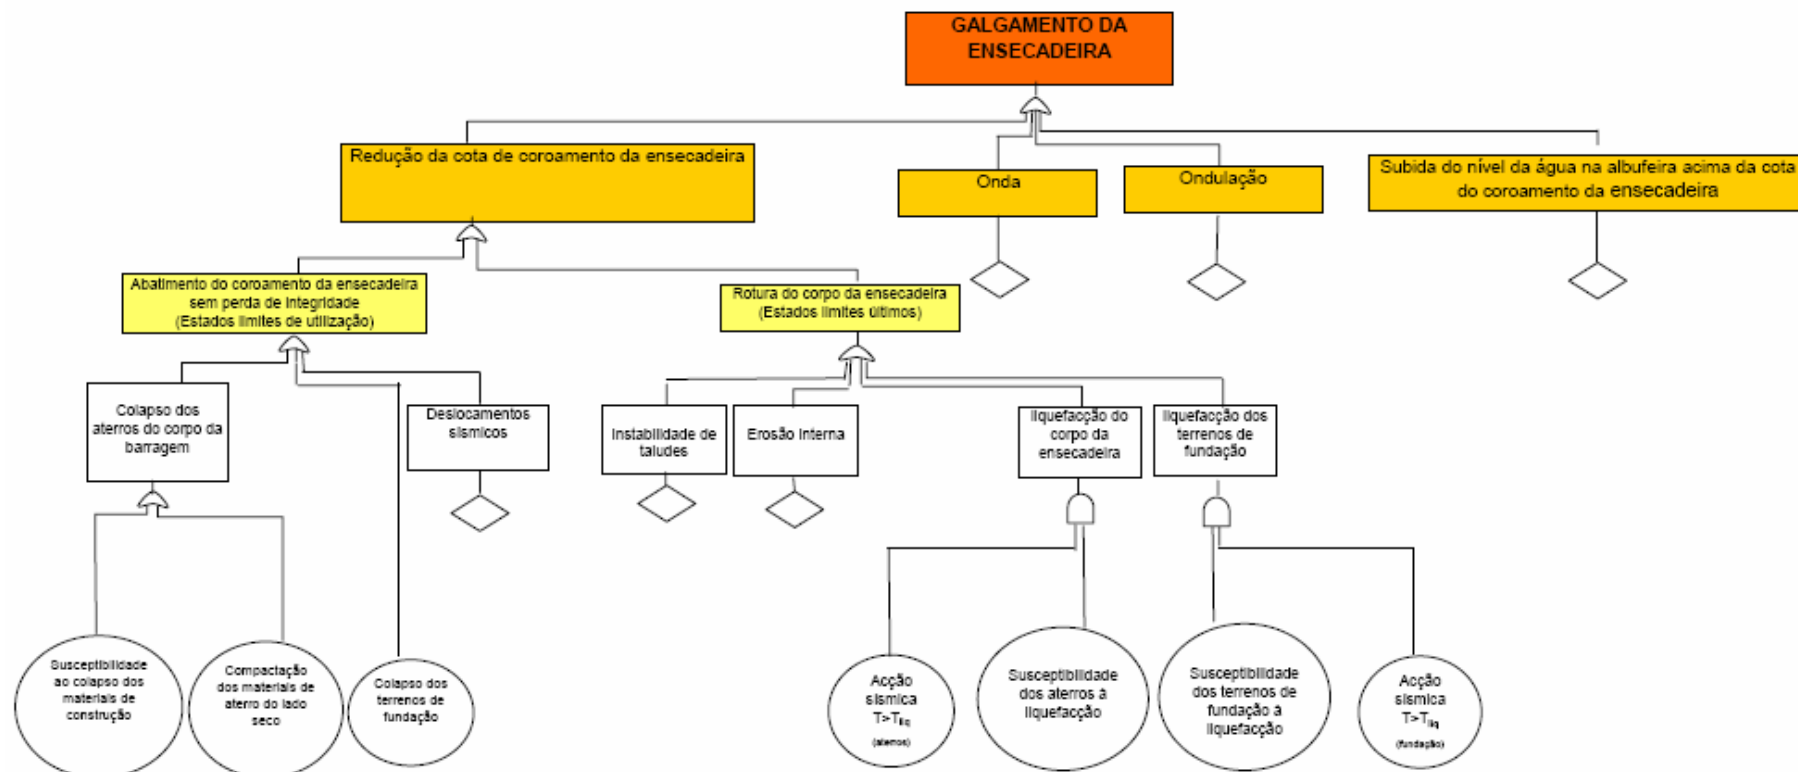 GALGAMENTO DA
ENSECADEIRA
Redução da cota de coroamento da ensecadeira
Onda
Ondulação
Subida do nível da água na albufeira acima da cota
do coroamento da ensecadeira
Abatimento do coroamento da ensecadeira
sem perda de integridade
(Estados limites de utilização)
Rotura do corpo da ensecadeira
(Estados limites últimos)
Colapso dos
aterros do corpo da
barragem
Deslocamentos
sísmicos
Instabilidade de
taludes
Erosão interna
liquefacção do
corpo da
ensecadeira
liquefacção dos
terrenos de
fundação
Susceptibilidade
ao colapso dos
materiais de
construção
Compactação
dos materiais de
aterro do lado
seco
Colapso dos
terrenos de
fundação
Acção
sísmica
T>Tliq
(aterros)
Susceptibilidade
dos aterros à
liquefacção
Susceptibilidade
dos terrenos de
fundação à
liquefacção
Acção
sísmica
T>Tliq
(fundação)